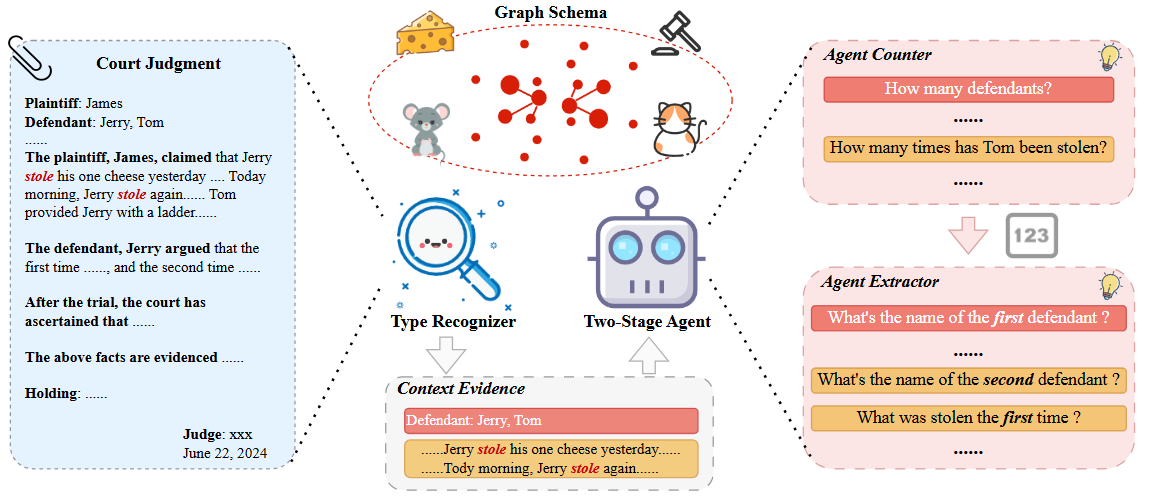 Graph Schema
Court Judgment
Plaintiff: James
Defendant: Jerry, Tom
......
The plaintiff, James, claimed that Jerry
stole his one cheese yesterday .... Today
morning, Jerry stole again...... Tom
provided Jerry with a ladder......
The defendant, Jerry argued that the
first time ......, and the second time ......
After the trial, the court has
ascertained that ......
The above facts are evidenced ......
Holding: ......
Judge: xxx
June 22, 2024
Type Recognizer
Two-Stage Agent
Context Evidence
Defendant: Jerry, Tom
......Jerry stole his one cheese yesterday......
......Tody morning, Jerry stole again......
Agent Counter
How many defendants?
......
How many times has Tom been stolen?
......
123
Agent Extractor
What's the name of the first defendant ?
......
What's the name of the second defendant ?
What was stolen the first time ?
......